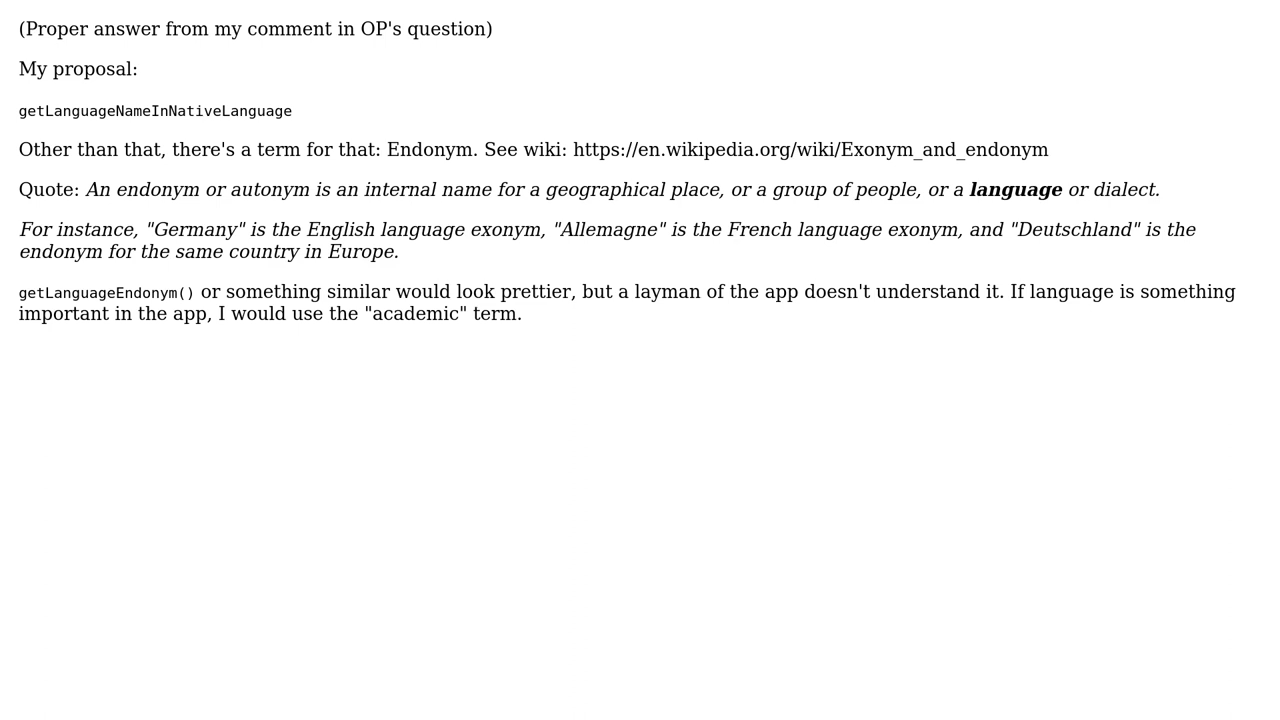 (Proper answer from my comment in OP's question)
My proposal:
getLanguageNameInNativeLanguage
Other than that, there's a term for that: Endonym. See wiki: https://en.wikipedia.org/wiki/Exonym_and_endonym
Quote: An endonym or autonym is an internal name for a geographical place, or a group of people, or a language or dialect.
For instance, "Germany" is the English language exonym, "Allemagne" is the French language exonym, and "Deutschland" is the
endonym for the same country in Europe.
getLanguageEndonym() or something similar would look prettier, but a layman of the app doesn't understand it. If language is something
important in the app, I would use the "academic" term.